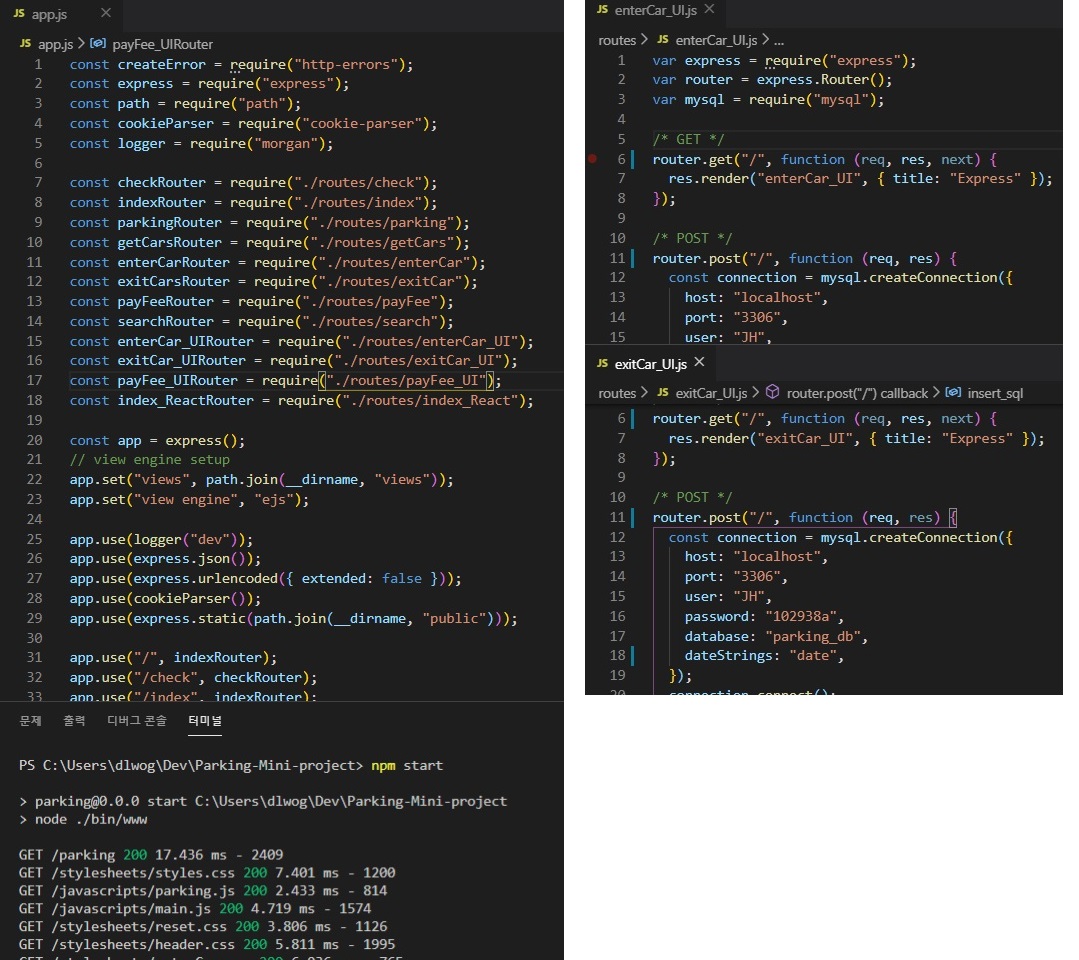 JS app.js ×
JS app.js > payFee_UIRouter
1 const createError = require("http-errors");
2 const express = require("express");
3 const path = require("path");
4 const cookieParser = require("cookie-parser");
5 const logger = require("morgan");
6
7 const checkRouter = require("./routes/check");
8 const indexRouter = require("./routes/index");
9 const parkingRouter = require("./routes/parking");
10 const getCarsRouter = require("./routes/getCars");
11 const enterCarRouter = require("./routes/enterCar");
12 const exitCarsRouter = require("./routes/exitCar");
13 const payFeeRouter = require("./routes/payFee");
14 const searchRouter = require("./routes/search");
15 const enterCar_UIRouter = require("./routes/enterCar_UI");
16 const exitCar_UIRouter = require("./routes/exitCar_UI");
17 const payFee_UIRouter = require("./routes/payFee_UI");
18 const index_ReactRouter = require("./routes/index_React");
19
20 const app = express();
21 // view engine setup
22 app.set("views", path.join(__dirname, "views"));
23 app.set("view engine", "ejs");
24
25 app.use(logger("dev"));
26 app.use(express.json());
27 app.use(express.urlencoded({ extended: false }));
28 app.use(cookieParser());
29 app.use(express.static(path.join(__dirname, "public")));
30
31 app.use("/", indexRouter);
32 app.use("/check", checkRouter);
33 app.use("/index", indexRouter);
문제 출력 디버그 콘솔 터미널
PS C:\Users\dlwog\Dev\Parking-Mini-project> npm start
> parking@0.0.0 start C:\Users\dlwog\Dev\Parking-Mini-project
> node ./bin/www
GET /parking 200 17.436 ms - 2409
GET /stylesheets/styles.css 200 7.401 ms - 1200
GET /javascripts/parking.js 200 2.433 ms - 814
GET /javascripts/main.js 200 4.719 ms - 1574
GET /stylesheets/reset.css 200 3.806 ms - 1126
GET /stylesheets/header.css 200 5.811 ms - 1995
JS enterCar_UI.js ×
routes > JS enterCar_UI.js > ...
1 var express = require("express");
2 var router = express.Router();
3 var mysql = require("mysql");
4
5 /* GET */
6 router.get("/", function (req, res, next) {
7 res.render("enterCar_UI", { title: "Express" });
8 });
9
10 /* POST */
11 router.post("/", function (req, res) {
12 const connection = mysql.createConnection({
13 host: "localhost",
14 port: "3306",
15 user: "JH",
JS exitCar_UI.js ×
routes > JS exitCar_UI.js > router.post("/") callback > insert_sql
6 router.get("/", function (req, res, next) {
7 res.render("exitCar_UI", { title: "Express" });
8 });
9
10 /* POST */
11 router.post("/", function (req, res) {
12 const connection = mysql.createConnection({
13 host: "localhost",
14 port: "3306",
15 user: "JH",
16 password: "102938a",
17 database: "parking_db",
18 dateStrings: "date",
19 });
20 connection.connect();